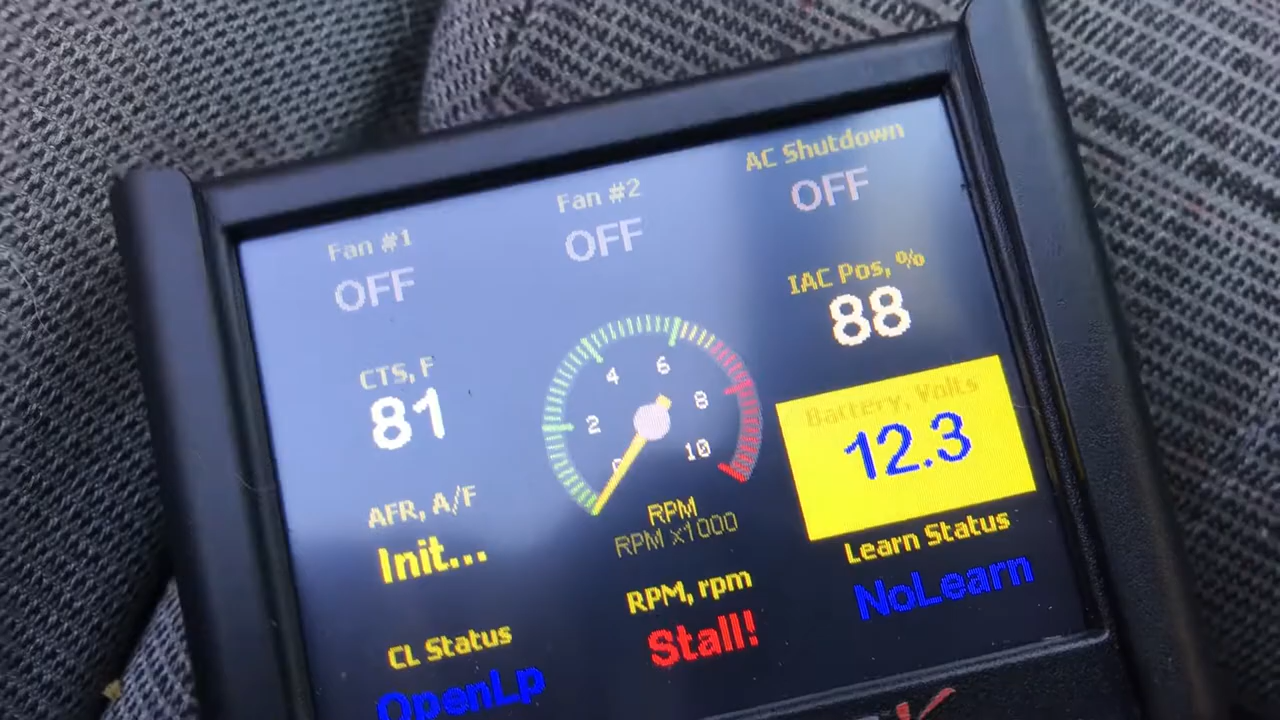 Fan #1
OFF
Fan #2
OFF
AC Shutdown
OFF
CTS, F
81
IAC Pos, %
88
0
2
4
6
8
10
RPM
RPM x1000
Battery, Volts
12.3
AFR, A/F
Init...
RPM, rpm
Stall!
Learn Status
NoLearn
CL Status
OpenLp